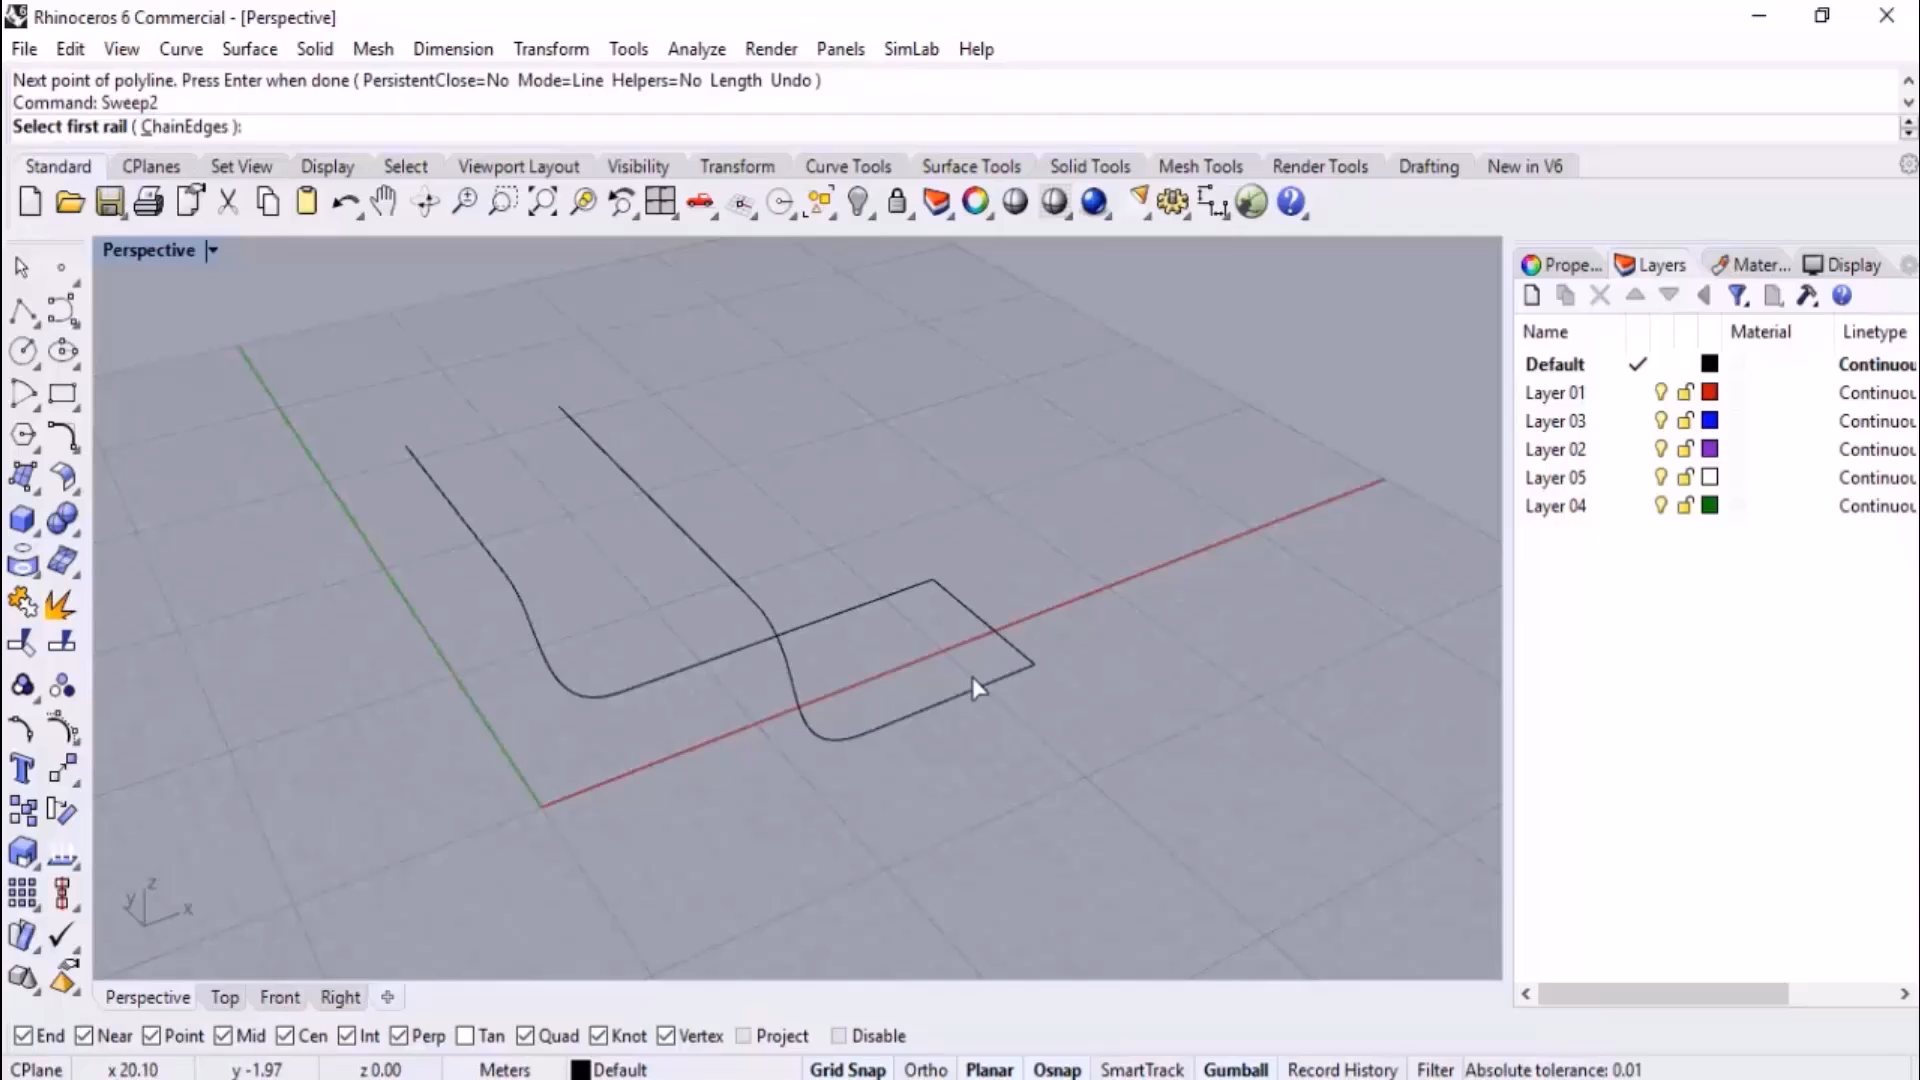 Rhinoceros 6 Commercial - [Perspective]
File Edit View Curve Surface Solid Mesh Dimension Transform Tools Analyze Render Panels SimLab Help
Next point of polyline. Press Enter when done ( PersistentClose=No Mode=Line Helpers=No Length Undo )
Command: Sweep2
Select first rail ( ChainEdges ):
Standard CPlanes Set View Display Select Viewport Layout Visibility Transform Curve Tools Surface Tools Solid Tools Mesh Tools Render Tools Drafting New in V6
Perspective
Prope... Layers Mater... Display
Name Material Linetype
Default Continuou
Layer 01 Continuou
Layer 03 Continuou
Layer 02 Continuou
Layer 05 Continuou
Layer 04 Continuou
z
y x
Perspective Top Front Right
End Near Point Mid Cen Int Perp Tan Quad Knot Vertex Project Disable
CPlane x 20.10 y -1.97 z 0.00 Meters Default Grid Snap Ortho Planar Osnap SmartTrack Gumball Record History Filter Absolute tolerance: 0.01